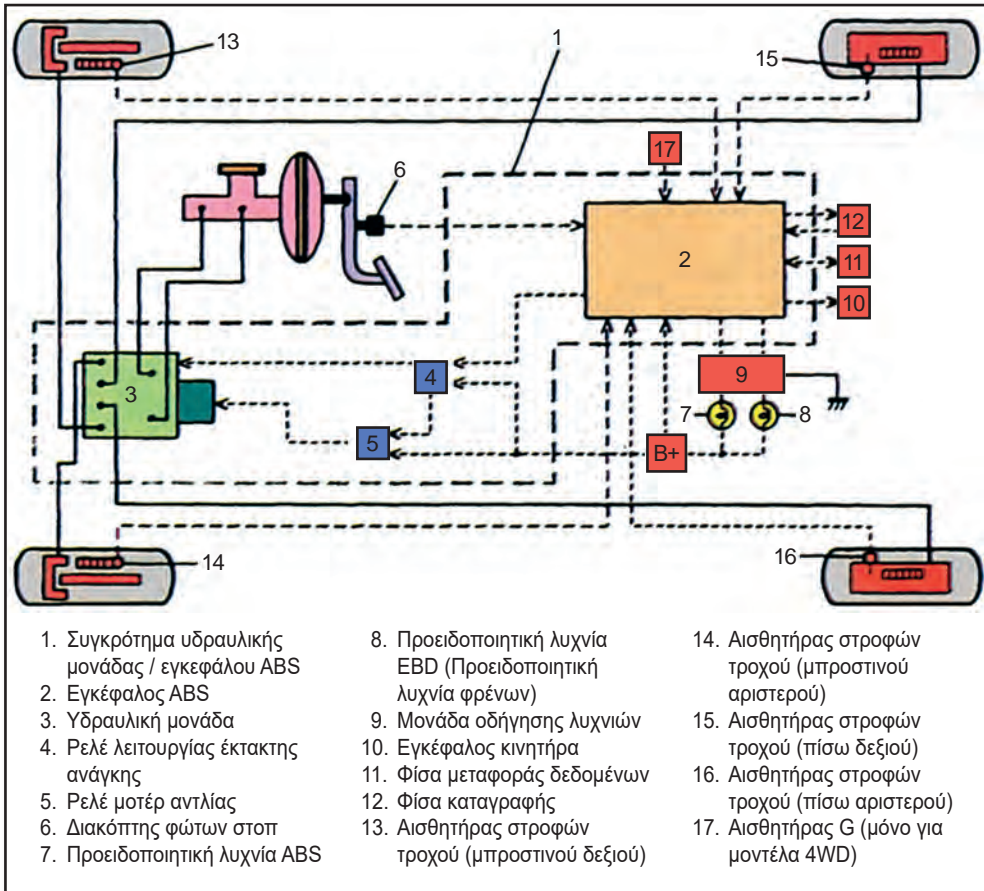 13
1
15
17
6
12
2
11
10
9
4
3
7
8
5
B+
14
16
1. Συγκρότημα υδραυλικής
μονάδας / εγκεφάλου ABS
2. Εγκέφαλος ABS
3. Υδραυλική μονάδα
4. Ρελέ λειτουργίας έκτακτης
ανάγκης
5. Ρελέ μοτέρ αντλίας
6. Διακόπτης φώτων στοπ
7. Προειδοποιητική λυχνία ABS
8. Προειδοποιητική λυχνία
EBD (Προειδοποιητική
λυχνία φρένων)
9. Μονάδα οδήγησης λυχνιών
10. Εγκέφαλος κινητήρα
11. Φίσα μεταφοράς δεδομένων
12. Φίσα καταγραφής
13. Αισθητήρας στροφών
τροχού (μπροστινού δεξιού)
14. Αισθητήρας στροφών
τροχού (μπροστινού
αριστερού)
15. Αισθητήρας στροφών
τροχού (πίσω δεξιού)
16. Αισθητήρας στροφών
τροχού (πίσω αριστερού)
17. Αισθητήρας G (μόνο για
μοντέλα 4WD)